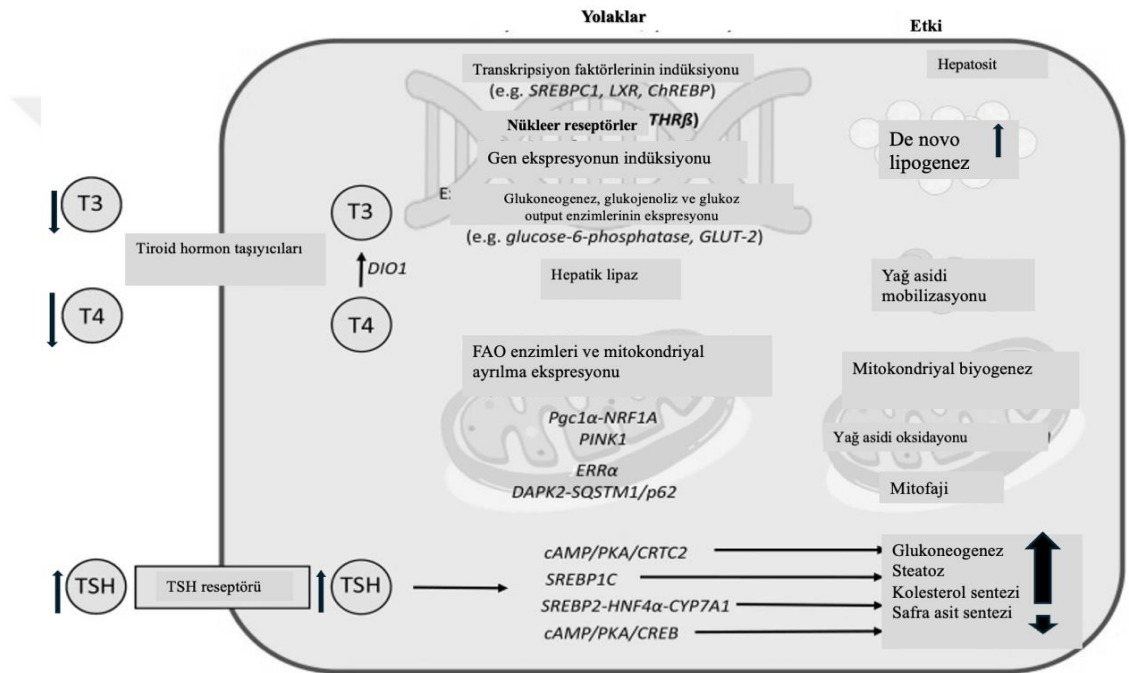 Yolaklar
Etki
Transkripsiyon faktörlerinin indüksiyonu
(e.g. SREBPC1, LXR, ChREBP)
Hepatosit
Nükleer reseptörler THRβ)
De novo
lipogenez
Gen ekspresyonun indüksiyonu
T3
T3
Glukoneogenez, glukojenoliz ve glukoz
output enzimlerinin ekspresyonu
(e.g. glucose-6-phosphatase, GLUT-2)
Tiroid hormon taşıyıcıları
DIO1
Hepatik lipaz
Yağ asidi
mobilizasyonu
T4
T4
FAO enzimleri ve mitokondriyal
ayrılma ekspresyonu
Mitokondriyal biyogenez
Pgc1α-NRF1A
PINK1
Yağ asidi oksidayonu
ERRα
DAPK2-SQSTM1/p62
Mitofaji
TSH
TSH reseptörü
TSH
cAMP/PKA/CRTC2
Glukoneogenez
SREBP1C
Steatoz
SREBP2-HNF4α-CYP7A1
Kolesterol sentezi
cAMP/PKA/CREB
Safra asit sentezi